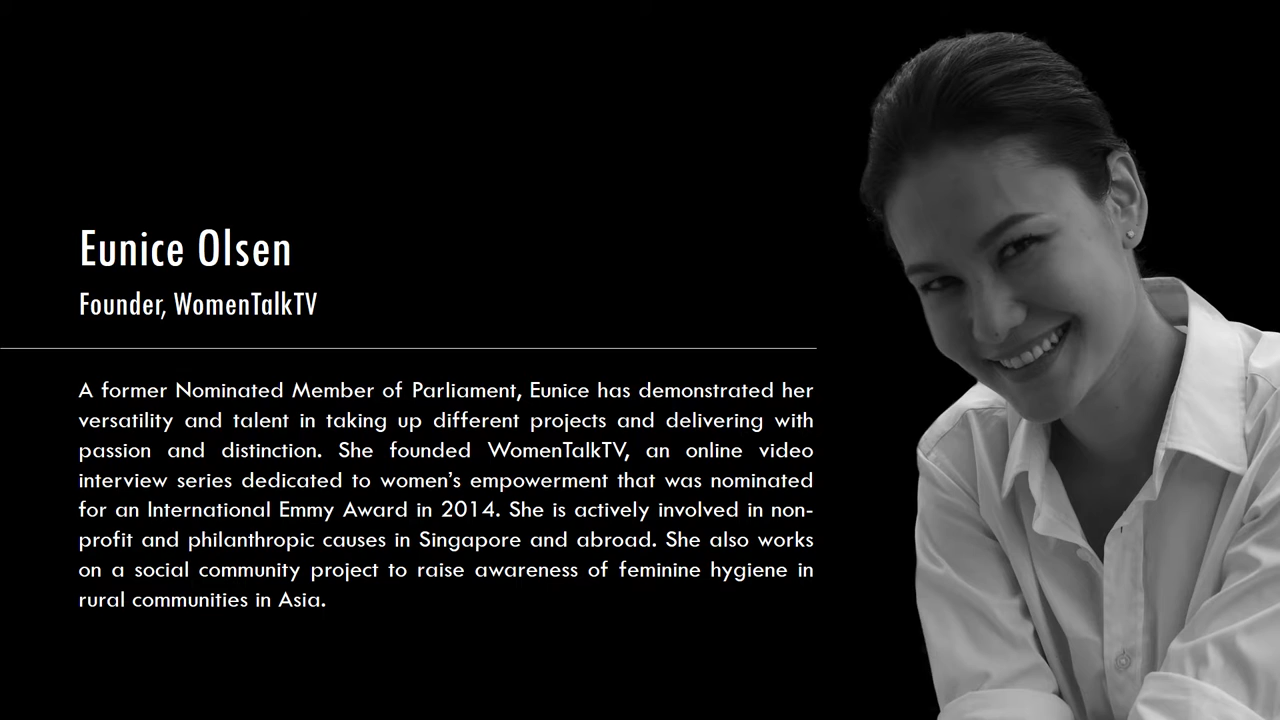 Eunice Olsen
Founder, WomenTalkTV
A former Nominated Member of Parliament, Eunice has demonstrated her
versatility and talent in taking up different projects and delivering with
passion and distinction. She founded WomenTalkTV, an online video
interview series dedicated to women’s empowerment that was nominated
for an International Emmy Award in 2014. She is actively involved in non-
profit and philanthropic causes in Singapore and abroad. She also works
on a social community project to raise awareness of feminine hygiene in
rural communities in Asia.